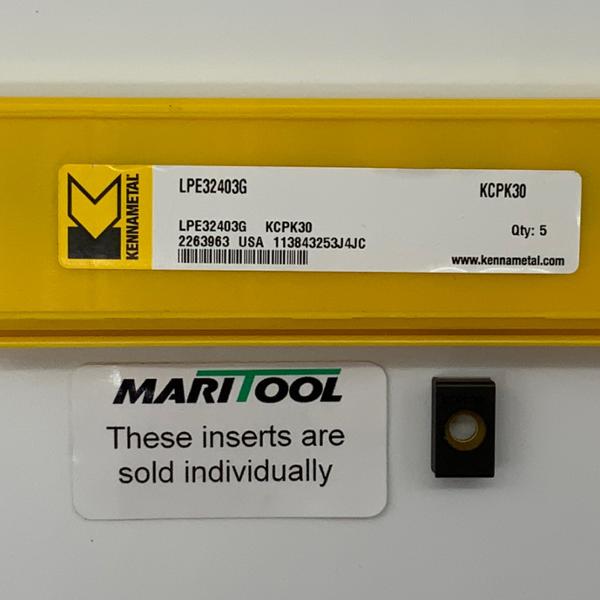 KENNAMETAL
LPE32403G KCPK30
LPE32403G KCPK30
2263963 USA 113843253J4JC
Qty: 5
www.kennametal.com
MARITOOL
These inserts are
sold individually